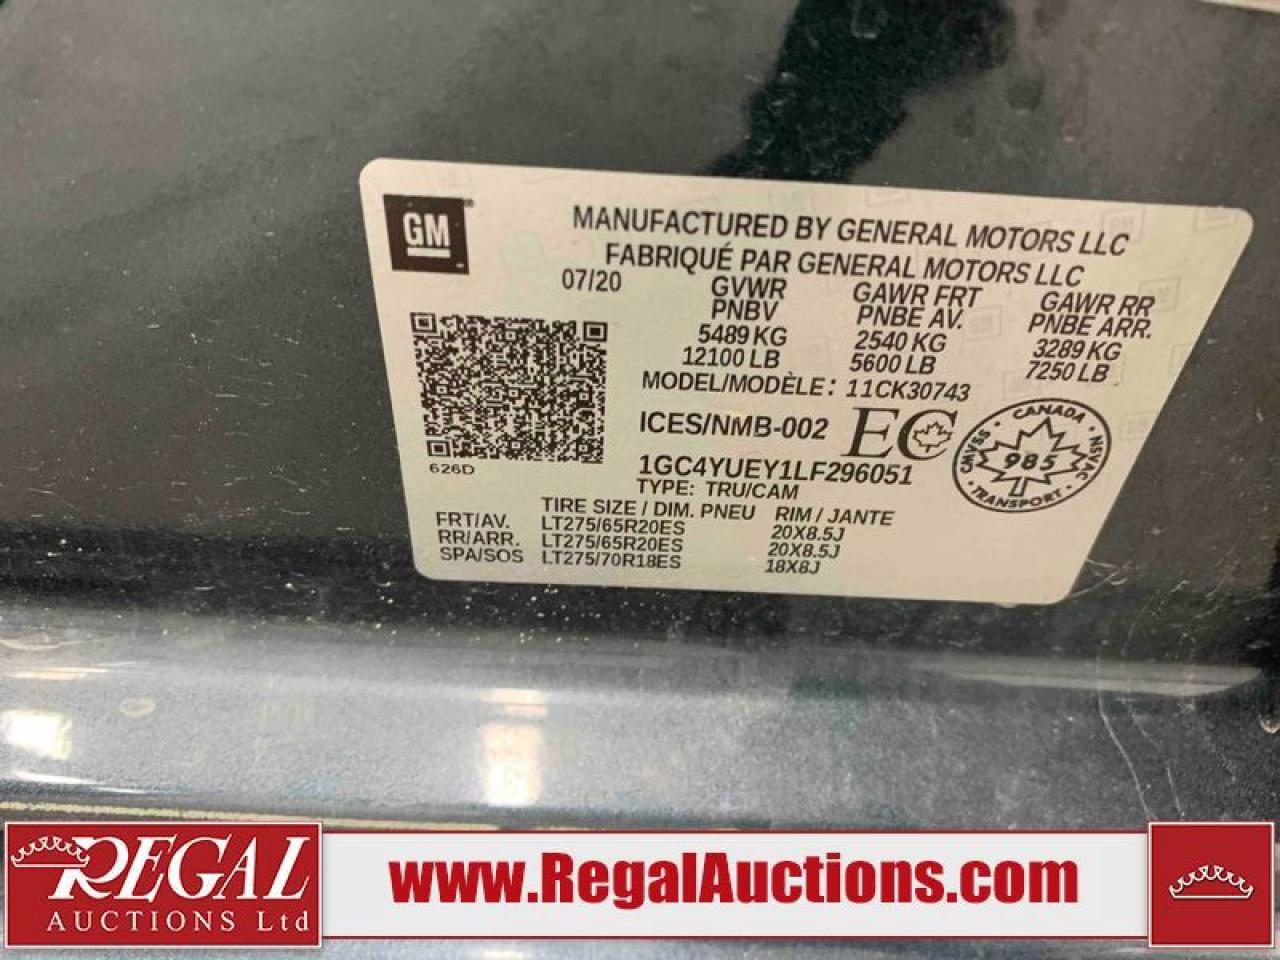 GM®
MANUFACTURED BY GENERAL MOTORS LLC
FABRIQUÉ PAR GENERAL MOTORS LLC
07/20
GVWR GAWR FRT GAWR RR
PNBV PNBE AV. PNBE ARR.
5489 KG 2540 KG 3289 KG
12100 LB 5600 LB 7250 LB
MODEL/MODÈLE: 11CK30743
ICES/NMB-002 EC
CANADA
SSAW/VMC
985
NSVAC
TRANSPORT
626D
1GC4YUEY1LF296051
TYPE: TRU/CAM
TIRE SIZE / DIM. PNEU RIM / JANTE
FRT/AV. LT275/65R20ES 20X8.5J
RR/ARR. LT275/65R20ES 20X8.5J
SPA/SOS LT275/70R18ES 18X8J
REGAL
AUCTIONS Ltd
www.RegalAuctions.com